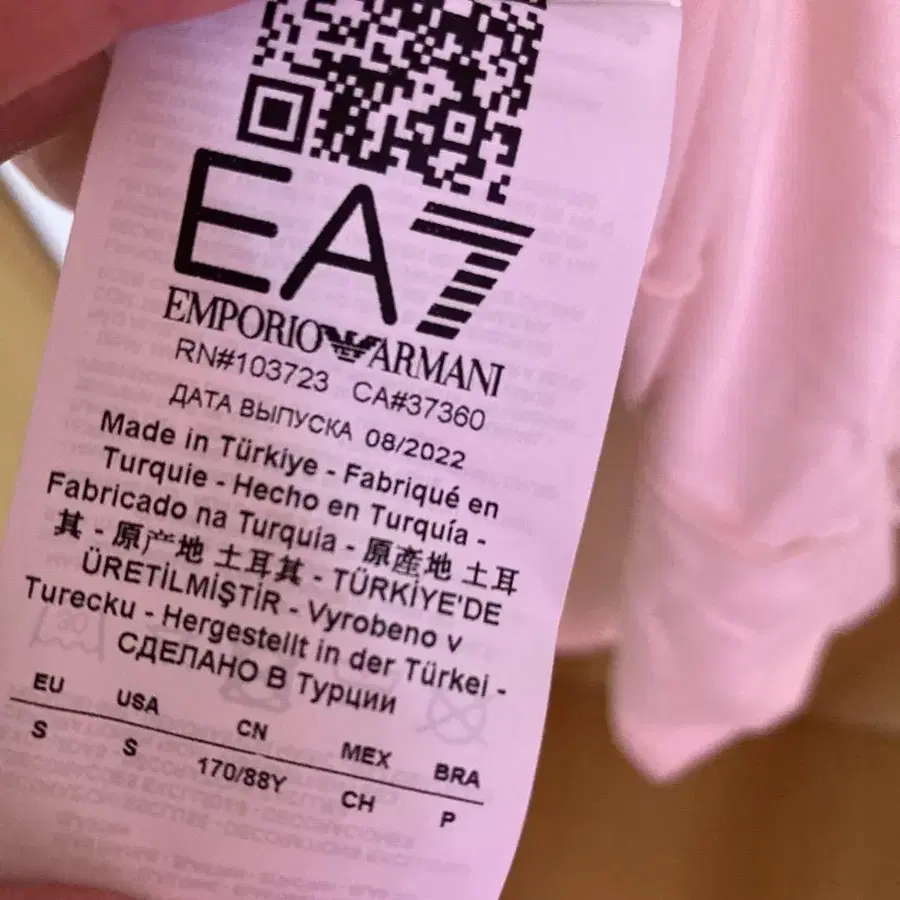 EA7
EMPORIO ARMANI
RN#103723 CA#37360
ДАТА ВЫПУСКА 08/2022
Made in Türkiye - Fabriqué en
Turquie - Hecho en Turquía -
Fabricado na Turquia - 原產地 土耳
其 - 原产地 土耳其 - TÜRKİYE'DE
ÜRETİLMİŞTİR - Vyrobeno v
Turecku - Hergestellt in der Türkei -
СДЕЛАНО В Турции
EU USA CN MEX BRA
S S 170/88Y CH P